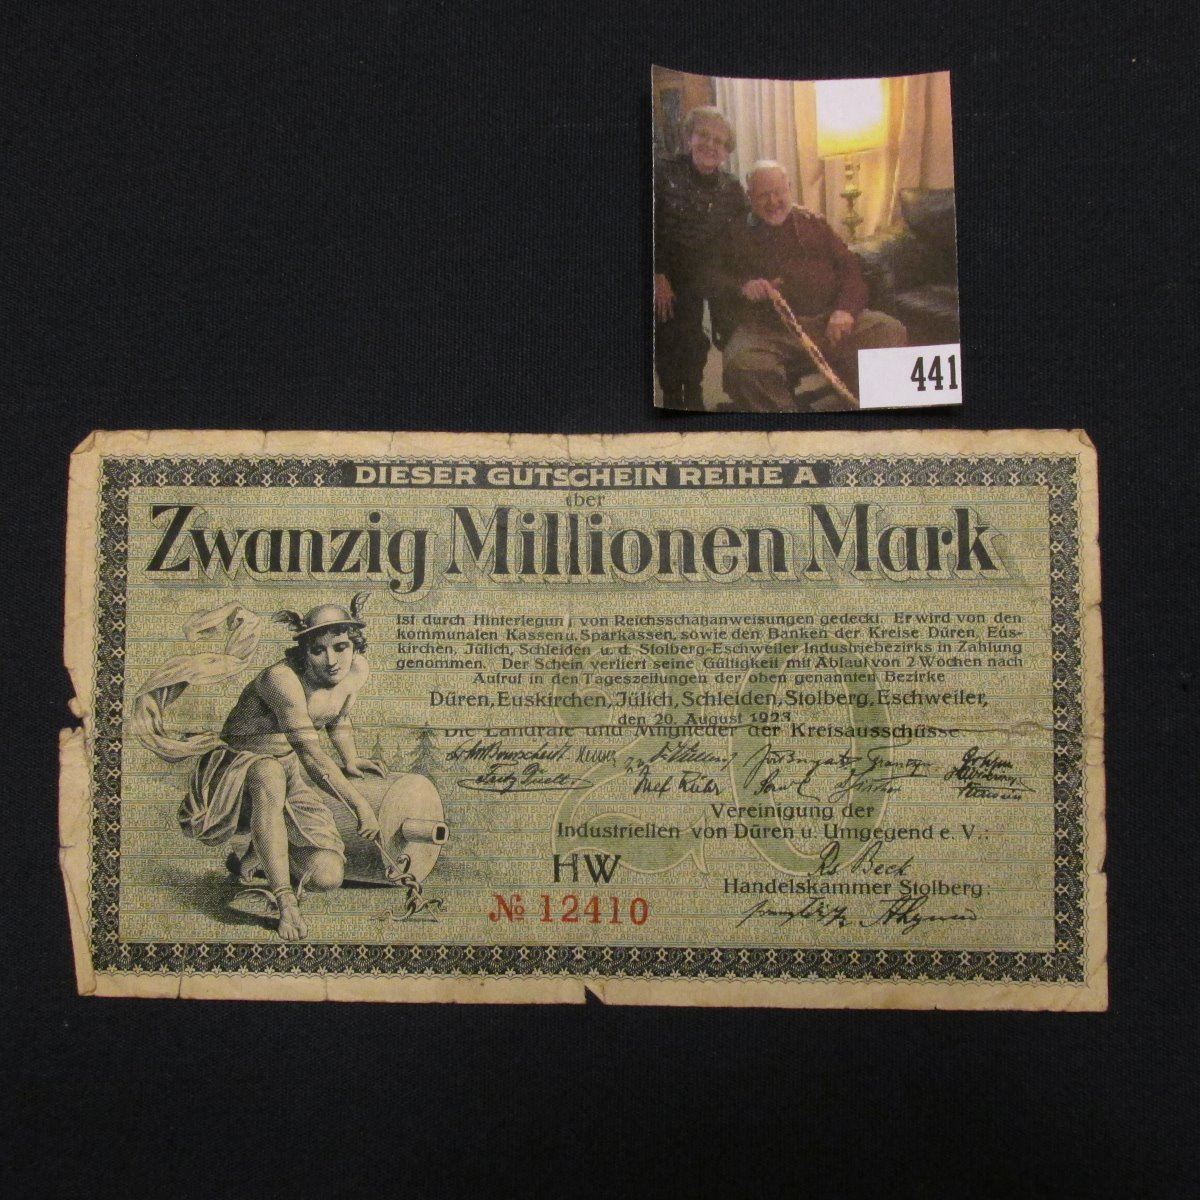 441
DIESER GUTSCHEIN REIHE A
über
Zwanzig Millionen Mark
ist durch Hinterlegung von Reichsschatzanweisungen gedeckt. Er wird von den
kommunalen Kassen u. Sparkassen, sowie den Banken der Kreise Düren, Eus-
kirchen, Jülich, Schleiden u. d. Stolberg-Eschweiler Industriebezirks in Zahlung
genommen. Der Schein verliert seine Gültigkeit mit Ablauf von 2 Wochen nach
Aufruf in den Tageszeitungen der oben genannten Bezirke
Düren, Euskirchen, Jülich, Schleiden, Stolberg, Eschweiler,
den 20. August 1923
Die Landräte und Mitglieder der Kreisausschüsse
20
Vereinigung der
Industriellen von Düren u. Umgegend e. V.:
HW
Beck
Handelskammer Stolberg:
№ 12410